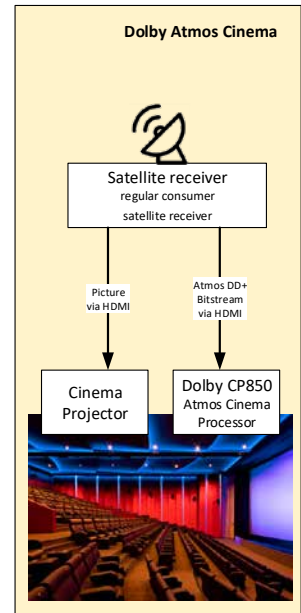 Dolby Atmos Cinema
Satellite receiver
regular consumer
satellite receiver
Picture
via HDMI
Atmos DD+
Bitstream
via HDMI
Cinema
Projector
Dolby CP850
Atmos Cinema
Processor